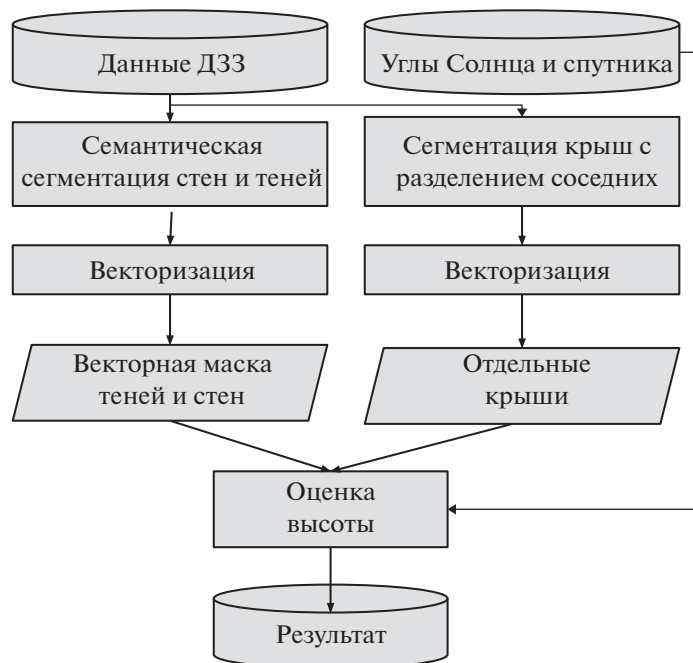 Данные ДЗЗ
Углы Солнца и спутника
Семантическая
сегментация стен и теней
Сегментация крыш с
разделением соседних
Векторизация
Векторизация
Векторная маска
теней и стен
Отдельные
крыши
Оценка
высоты
Результат